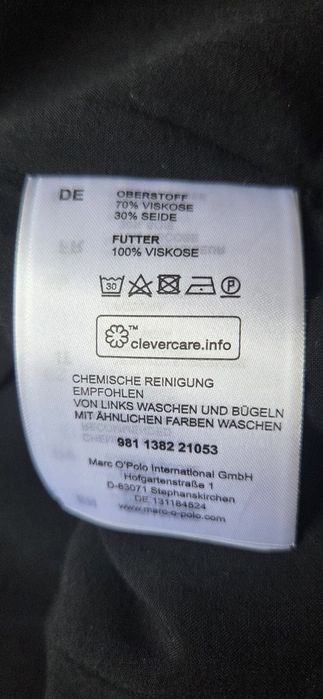 DE OBERSTOFF
70% VISKOSE
30% SEIDE
FUTTER
100% VISKOSE
30 P
™
clevercare.info
CHEMISCHE REINIGUNG
EMPFOHLEN
VON LINKS WASCHEN UND BÜGELN
MIT ÄHNLICHEN FARBEN WASCHEN
981 1382 21053
Marc O'Polo International GmbH
Hofgartenstraße 1
D-83071 Stephanskirchen
DE 131184524
www.marc-o-polo.com